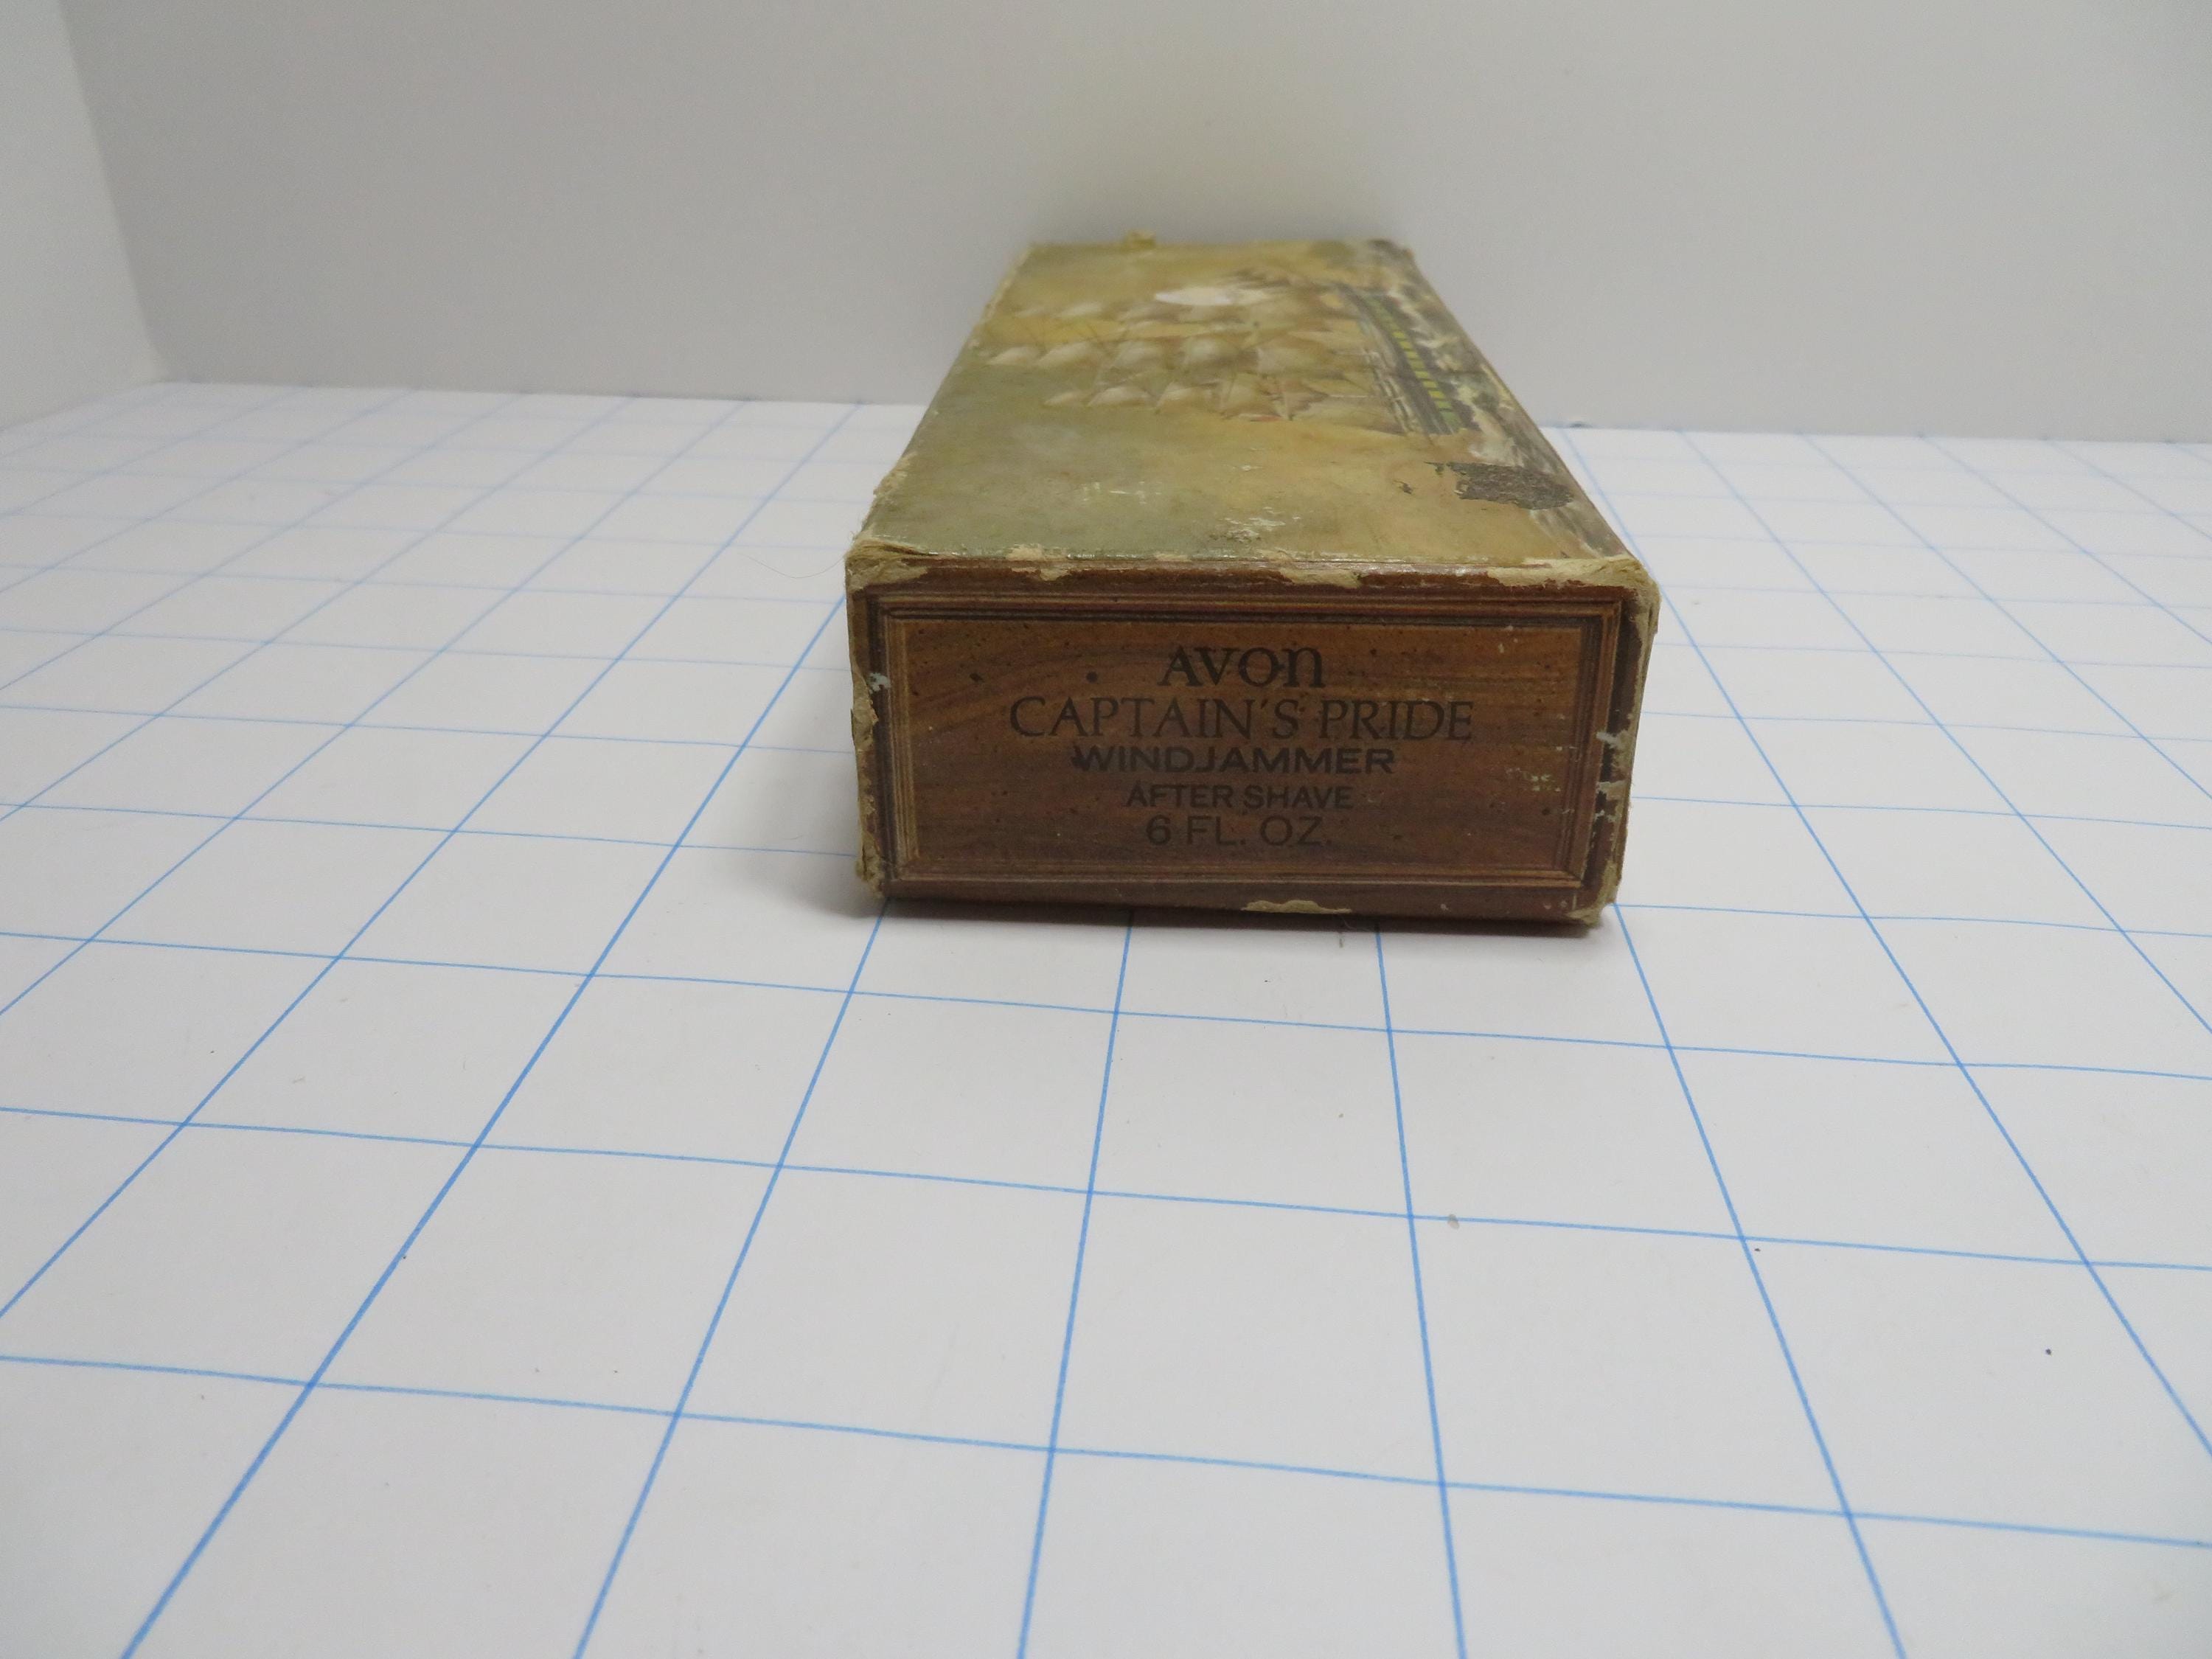 AVON
CAPTAIN'S PRIDE
WINDJAMMER
AFTER SHAVE
6 FL. OZ.